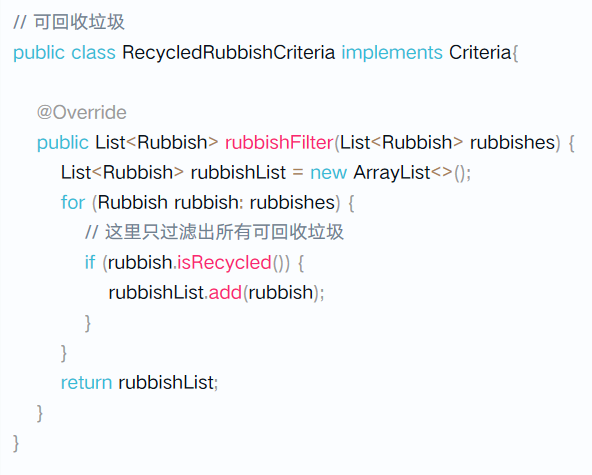 // 可回收垃圾
public class RecycledRubbishCriteria implements Criteria{
@Override
public List<Rubbish> rubbishFilter(List<Rubbish> rubbishes) {
List<Rubbish> rubbishList = new ArrayList<>();
for (Rubbish rubbish: rubbishes) {
// 这里只过滤出所有可回收垃圾
if (rubbish.isRecycled()) {
rubbishList.add(rubbish);
}
}
return rubbishList;
}
}